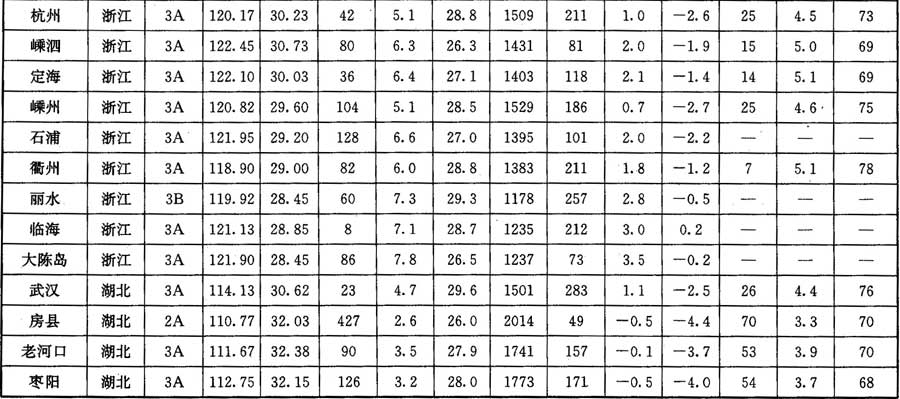 杭州 浙江 3A 120.17 30.23 42 5.1 28.8 1509 211 1.0 −2.6 25 4.5 73
嵊泗 浙江 3A 122.45 30.73 80 6.3 26.3 1431 81 2.0 −1.9 15 5.0 69
定海 浙江 3A 122.10 30.03 36 6.4 27.1 1403 118 2.1 −1.4 14 5.1 69
嵊州 浙江 3A 120.82 29.60 104 5.1 28.5 1529 186 0.7 −2.7 25 4.6 75
石浦 浙江 3A 121.95 29.20 128 6.6 27.0 1395 101 2.0 −2.2 — — —
衢州 浙江 3A 118.90 29.00 82 6.0 28.8 1383 211 1.8 −1.2 7 5.1 78
丽水 浙江 3B 119.92 28.45 60 7.3 29.3 1178 257 2.8 −0.5 — — —
临海 浙江 3A 121.13 28.85 8 7.1 28.7 1235 212 3.0 0.2 — — —
大陈岛 浙江 3A 121.90 28.45 86 7.8 26.5 1237 73 3.5 −0.2 — — —
武汉 湖北 3A 114.13 30.62 23 4.7 29.6 1501 283 1.1 −2.5 26 4.4 76
房县 湖北 2A 110.77 32.03 427 2.6 26.0 2014 49 −0.5 −4.4 70 3.3 70
老河口 湖北 3A 111.67 32.38 90 3.5 27.9 1741 157 −0.1 −3.7 53 3.9 70
枣阳 湖北 3A 112.75 32.15 126 3.2 28.0 1773 171 −0.5 −4.0 54 3.7 68